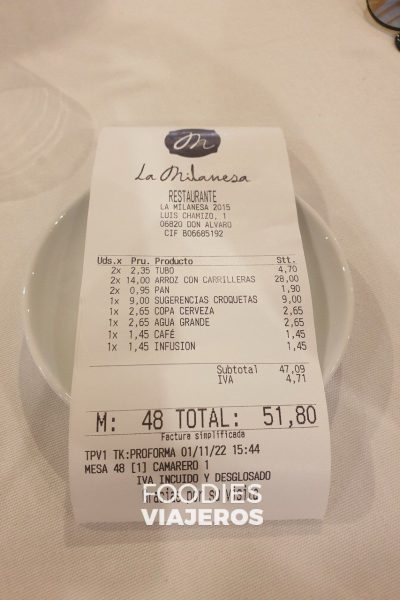 m
La Milanesa
RESTAURANTE
LA MILANESA 2015
LUIS CHAMIZO, 1
06820 DON ALVARO
CIF B06685192
Uds.x Pru. Producto Stt.
2x 2,35 TUBO 4,70
2x 14,00 ARROZ CON CARRILLERAS 28,00
2x 0,95 PAN 1,90
1x 9,00 SUGERENCIAS CROQUETAS 9,00
1x 2,65 COPA CERVEZA 2,65
1x 2,65 AGUA GRANDE 2,65
1x 1,45 CAFÉ 1,45
1x 1,45 INFUSION 1,45
Subtotal 47,09
IVA 4,71
M: 48 TOTAL: 51,80
Factura simplificada
TPV1 TK:PROFORMA 01/11/22 15:44
MESA 48 [1] CAMARERO 1
IVA INCUIDO Y DESGLOSADO
Gracias por su visita
FOODIES
VIAJEROS